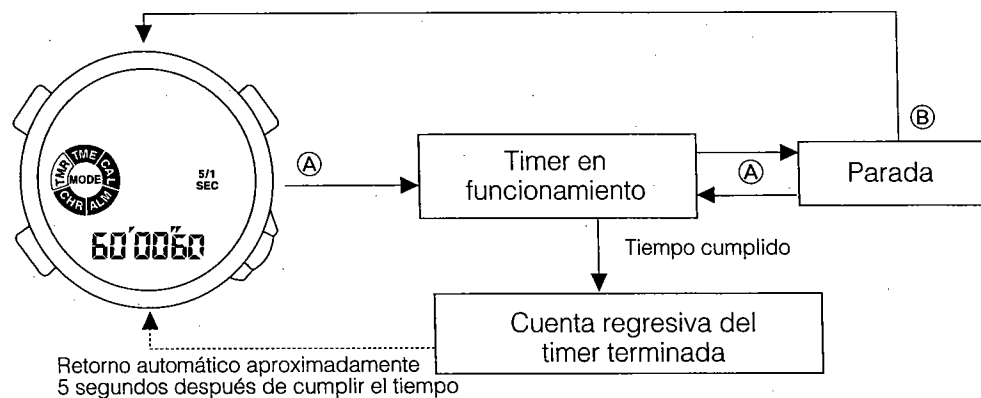 TME
CAL
TMR
MODE
CHR
ALM
5/1
SEC
60'00"60
A
Timer en
funcionamiento
A
B
Parada
Tiempo cumplido
Cuenta regresiva del
timer terminada
Retorno automático aproximadamente
5 segundos después de cumplir el tiempo